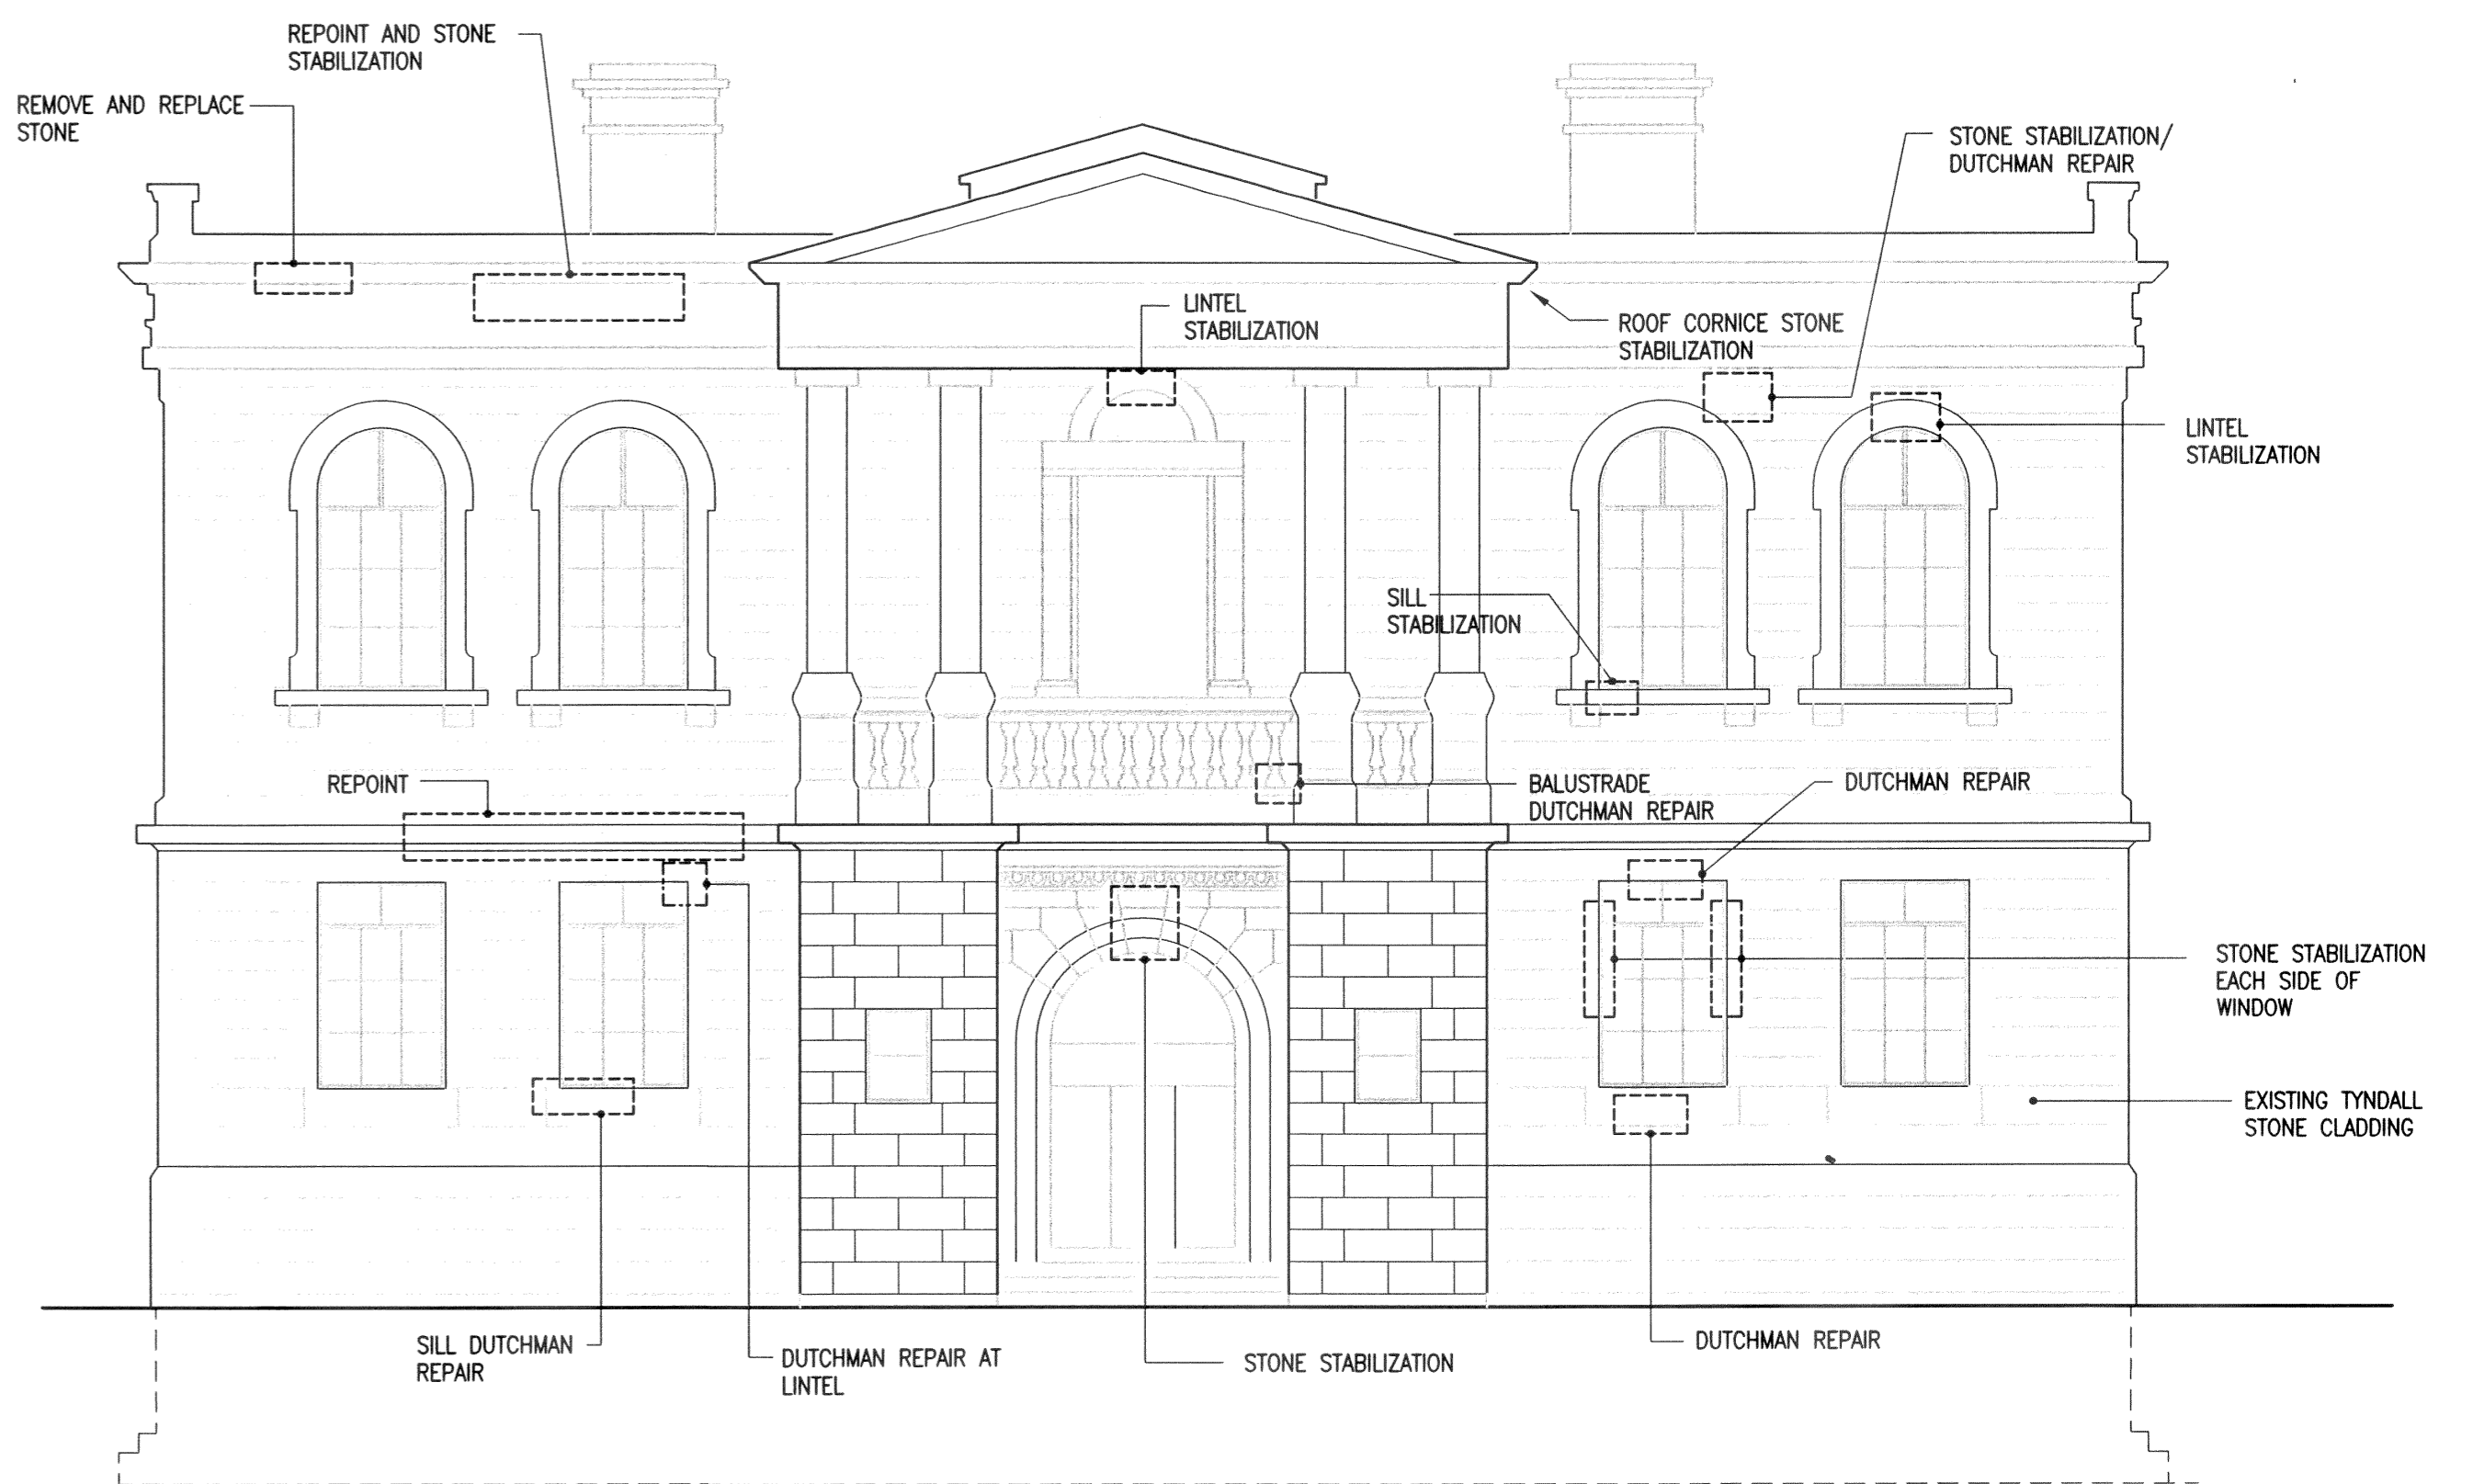 REPOINT AND STONE
STABILIZATION
REMOVE AND REPLACE
STONE
STONE STABILIZATION/
DUTCHMAN REPAIR
LINTEL
STABILIZATION
ROOF CORNICE STONE
STABILIZATION
LINTEL
STABILIZATION
SILL
STABILIZATION
REPOINT
BALUSTRADE
DUTCHMAN REPAIR
DUTCHMAN REPAIR
STONE STABILIZATION
EACH SIDE OF
WINDOW
EXISTING TYNDALL
STONE CLADDING
SILL DUTCHMAN
REPAIR
DUTCHMAN REPAIR AT
LINTEL
STONE STABILIZATION
DUTCHMAN REPAIR